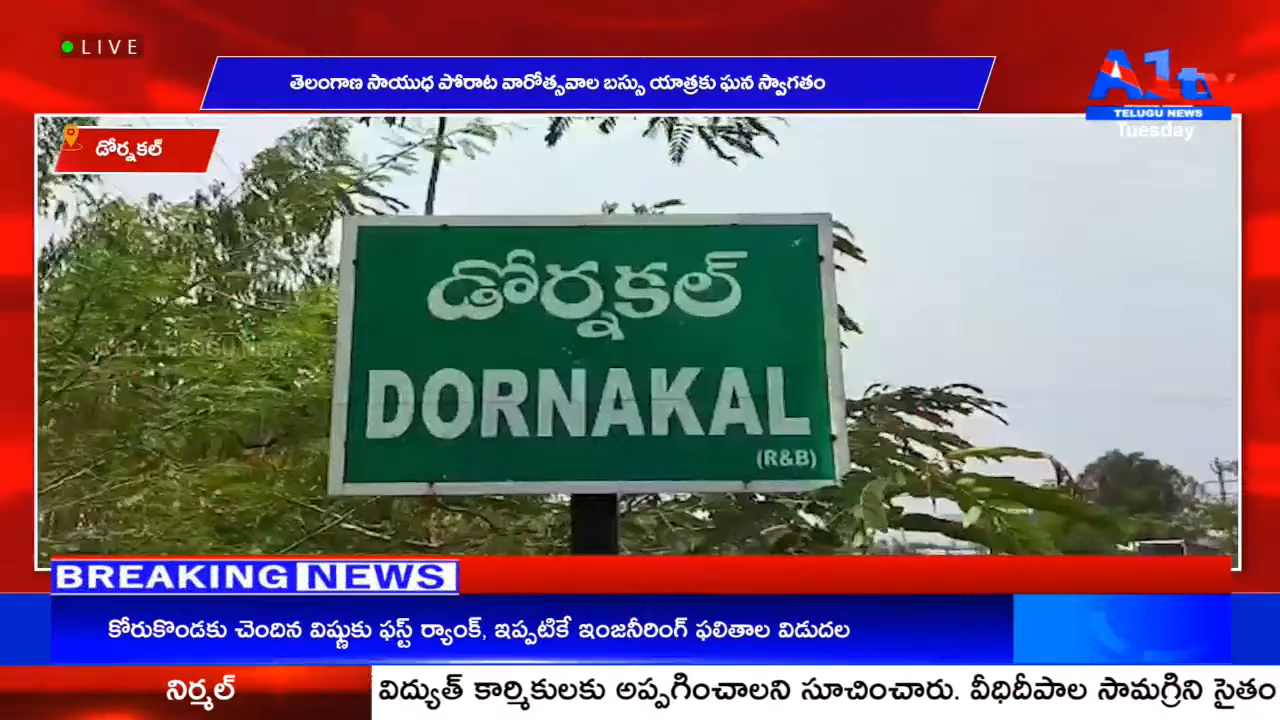 LIVE
తెలంగాణ సాయుధ పోరాట వారోత్సవాల బస్సు యాత్రకు ఘన స్వాగతం
A1tv
TELUGU NEWS
Tuesday
డోర్నకల్
డోర్నకల్
DORNAKAL
(R&B)
BREAKING NEWS
కోరుకొండకు చెందిన విష్ణుకు ఫస్ట్ ర్యాంక్, ఇప్పటికే ఇంజనీరింగ్ ఫలితాల విడుదల
నిర్మల్ విద్యుత్ కార్మికులకు అప్పగించాలని సూచించారు. వీధిదీపాల సామగ్రిని సైతం